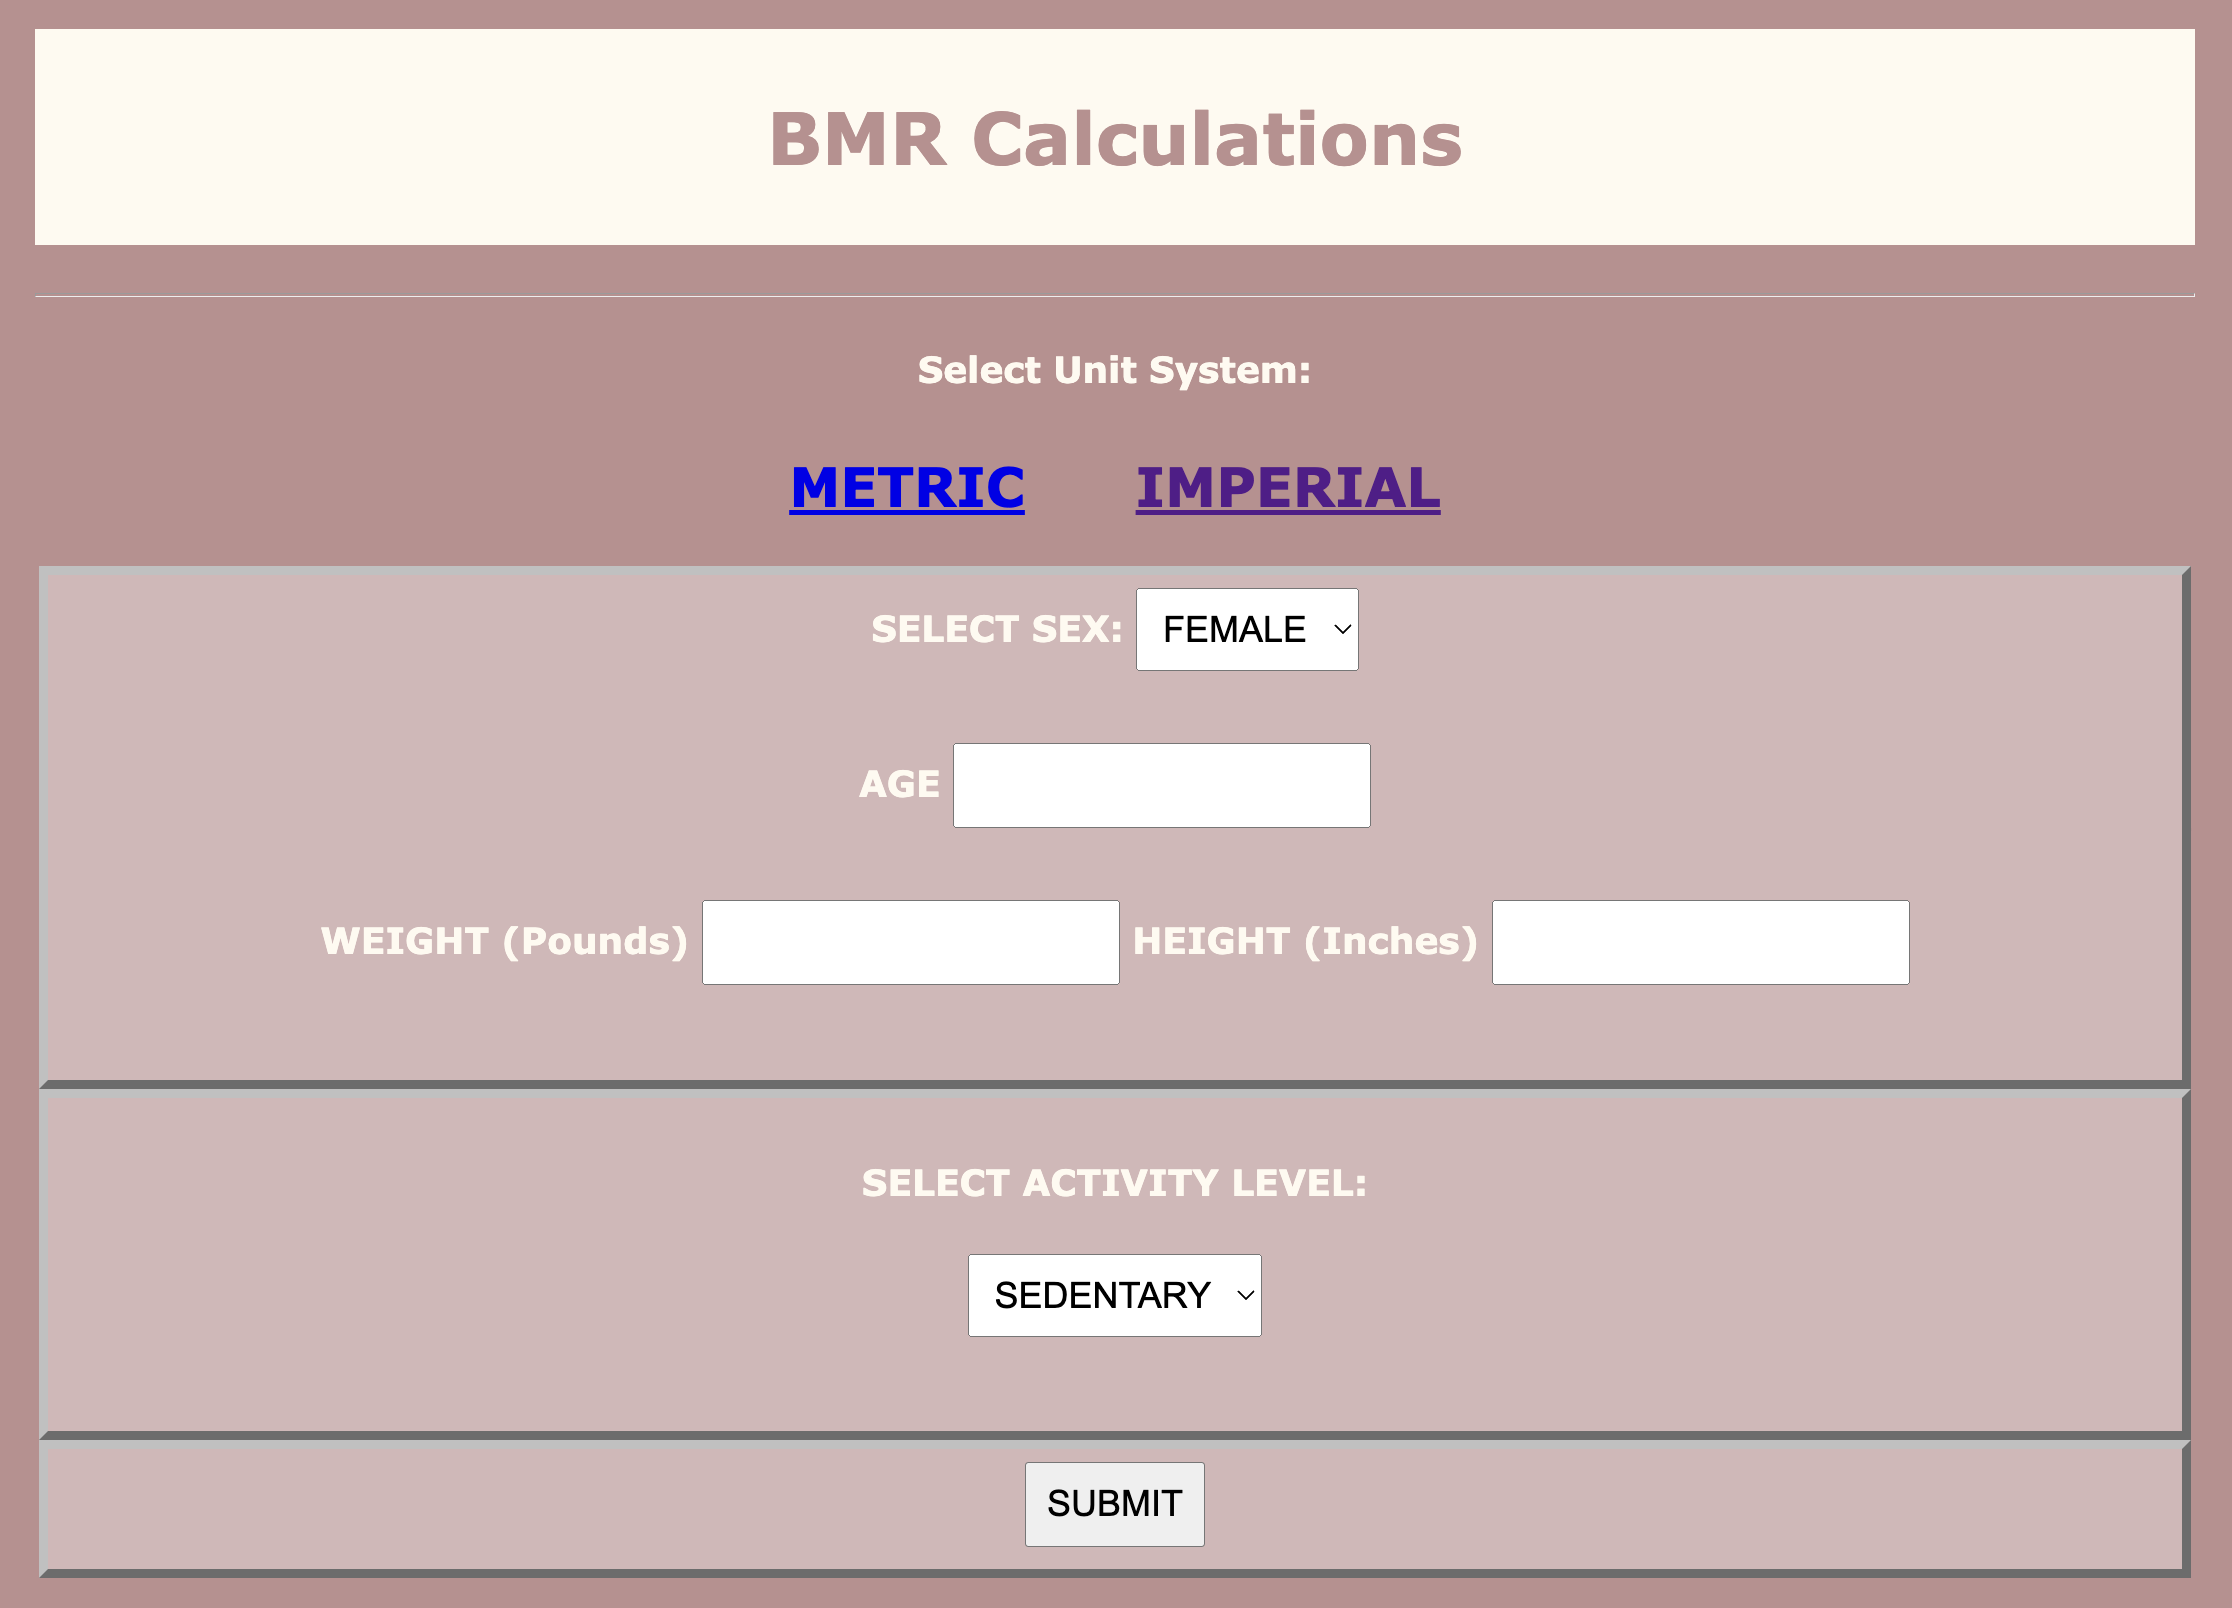 BMR Calculations
Select Unit System:
METRIC IMPERIAL
SELECT SEX: FEMALE
AGE
WEIGHT (Pounds) HEIGHT (Inches)
SELECT ACTIVITY LEVEL:
SEDENTARY
SUBMIT